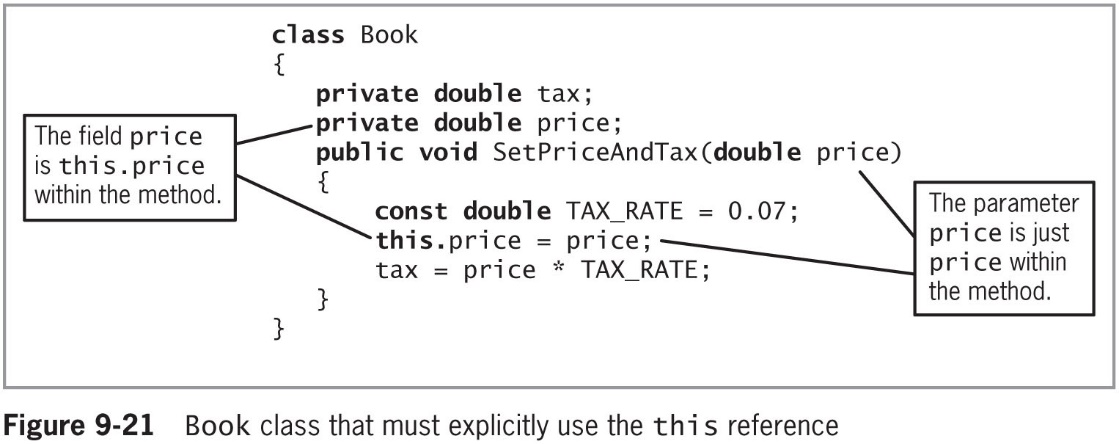 class Book
{
private double tax;
private double price;
public void SetPriceAndTax(double price)
{
const double TAX_RATE = 0.07;
this.price = price;
tax = price * TAX_RATE;
}
}
The field price
is this.price
within the method.
The parameter
price is just
price within
the method.
Figure 9-21 Book class that must explicitly use the this reference